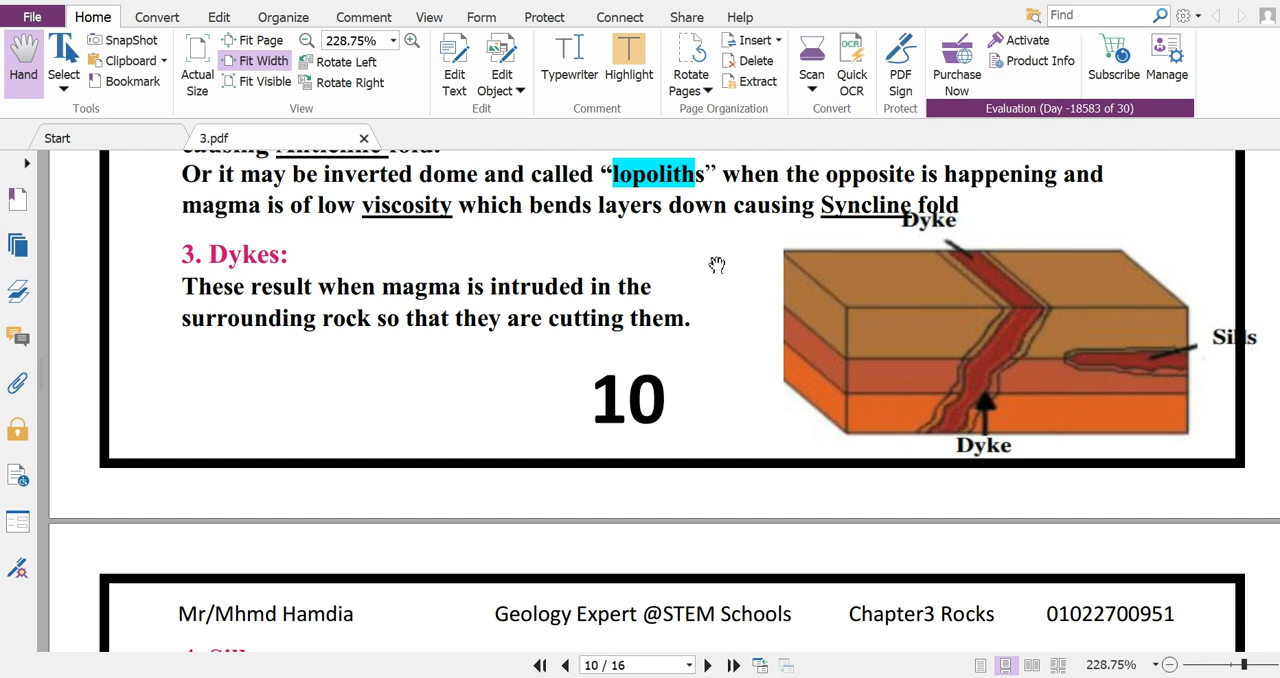 File Home Convert Edit Organize Comment View Form Protect Connect Share Help Find
SnapShot Fit Page 228.75% Insert Activate
Hand Select Clipboard Actual Size Fit Width Rotate Left Edit Text Edit Object Typewriter Highlight Rotate Pages Delete Scan Quick OCR PDF Sign Purchase Now Product Info Subscribe Manage
Bookmark Fit Visible Rotate Right Extract
Tools View Edit Comment Page Organization Convert Protect Evaluation (Day -18583 of 30)
Start 3.pdf
causing Anticline fold.
Or it may be inverted dome and called “lopoliths” when the opposite is happening and
magma is of low viscosity which bends layers down causing Syncline fold
Dyke
3. Dykes:
These result when magma is intruded in the
surrounding rock so that they are cutting them.
Sills
10
Dyke
Mr/Mhmd Hamdia Geology Expert @STEM Schools Chapter3 Rocks 01022700951
10 / 16 228.75%